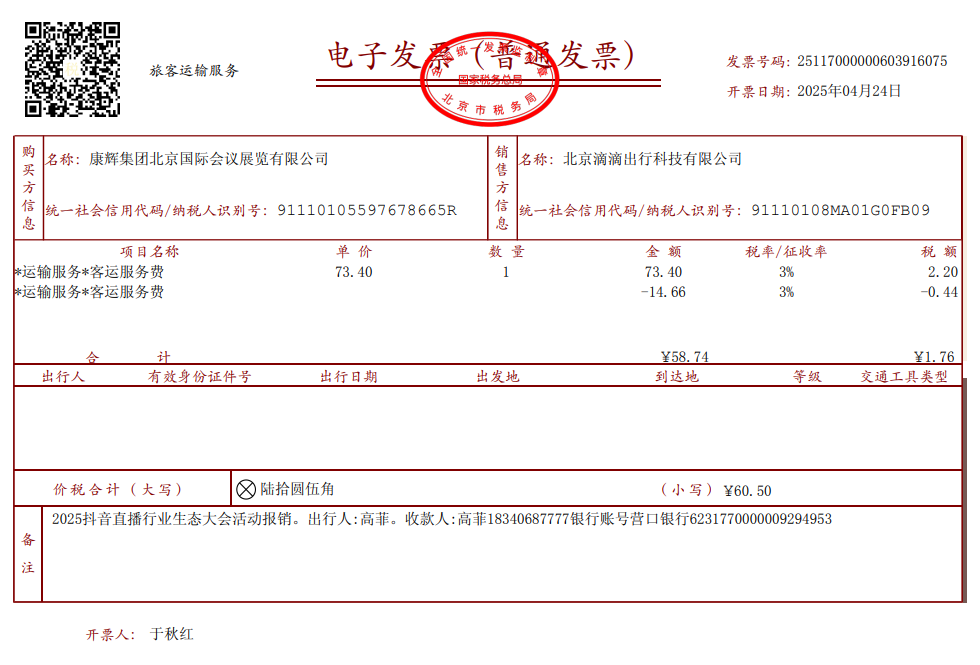 旅客运输服务
电子发票（普通发票）
全国统一发票监制章
国家税务总局
北京市税务局
发票号码：25117000000603916075
开票日期：2025年04月24日
购买方信息
名称：康辉集团北京国际会议展览有限公司
统一社会信用代码/纳税人识别号：91110105597678665R
销售方信息
名称：北京滴滴出行科技有限公司
统一社会信用代码/纳税人识别号：91110108MA01G0FB09
项目名称 单价 数量 金额 税率/征收率 税额
*运输服务*客运服务费 73.40 1 73.40 3% 2.20
*运输服务*客运服务费 -14.66 3% -0.44
合计 ¥58.74 ¥1.76
出行人 有效身份证件号 出行日期 出发地 到达地 等级 交通工具类型
价税合计（大写） ⊗陆拾圆伍角 （小写）¥60.50
备注
2025抖音直播行业生态大会活动报销。出行人;高菲。收款人;高菲18340687777银行账号营口银行6231770000009294953
开票人： 于秋红